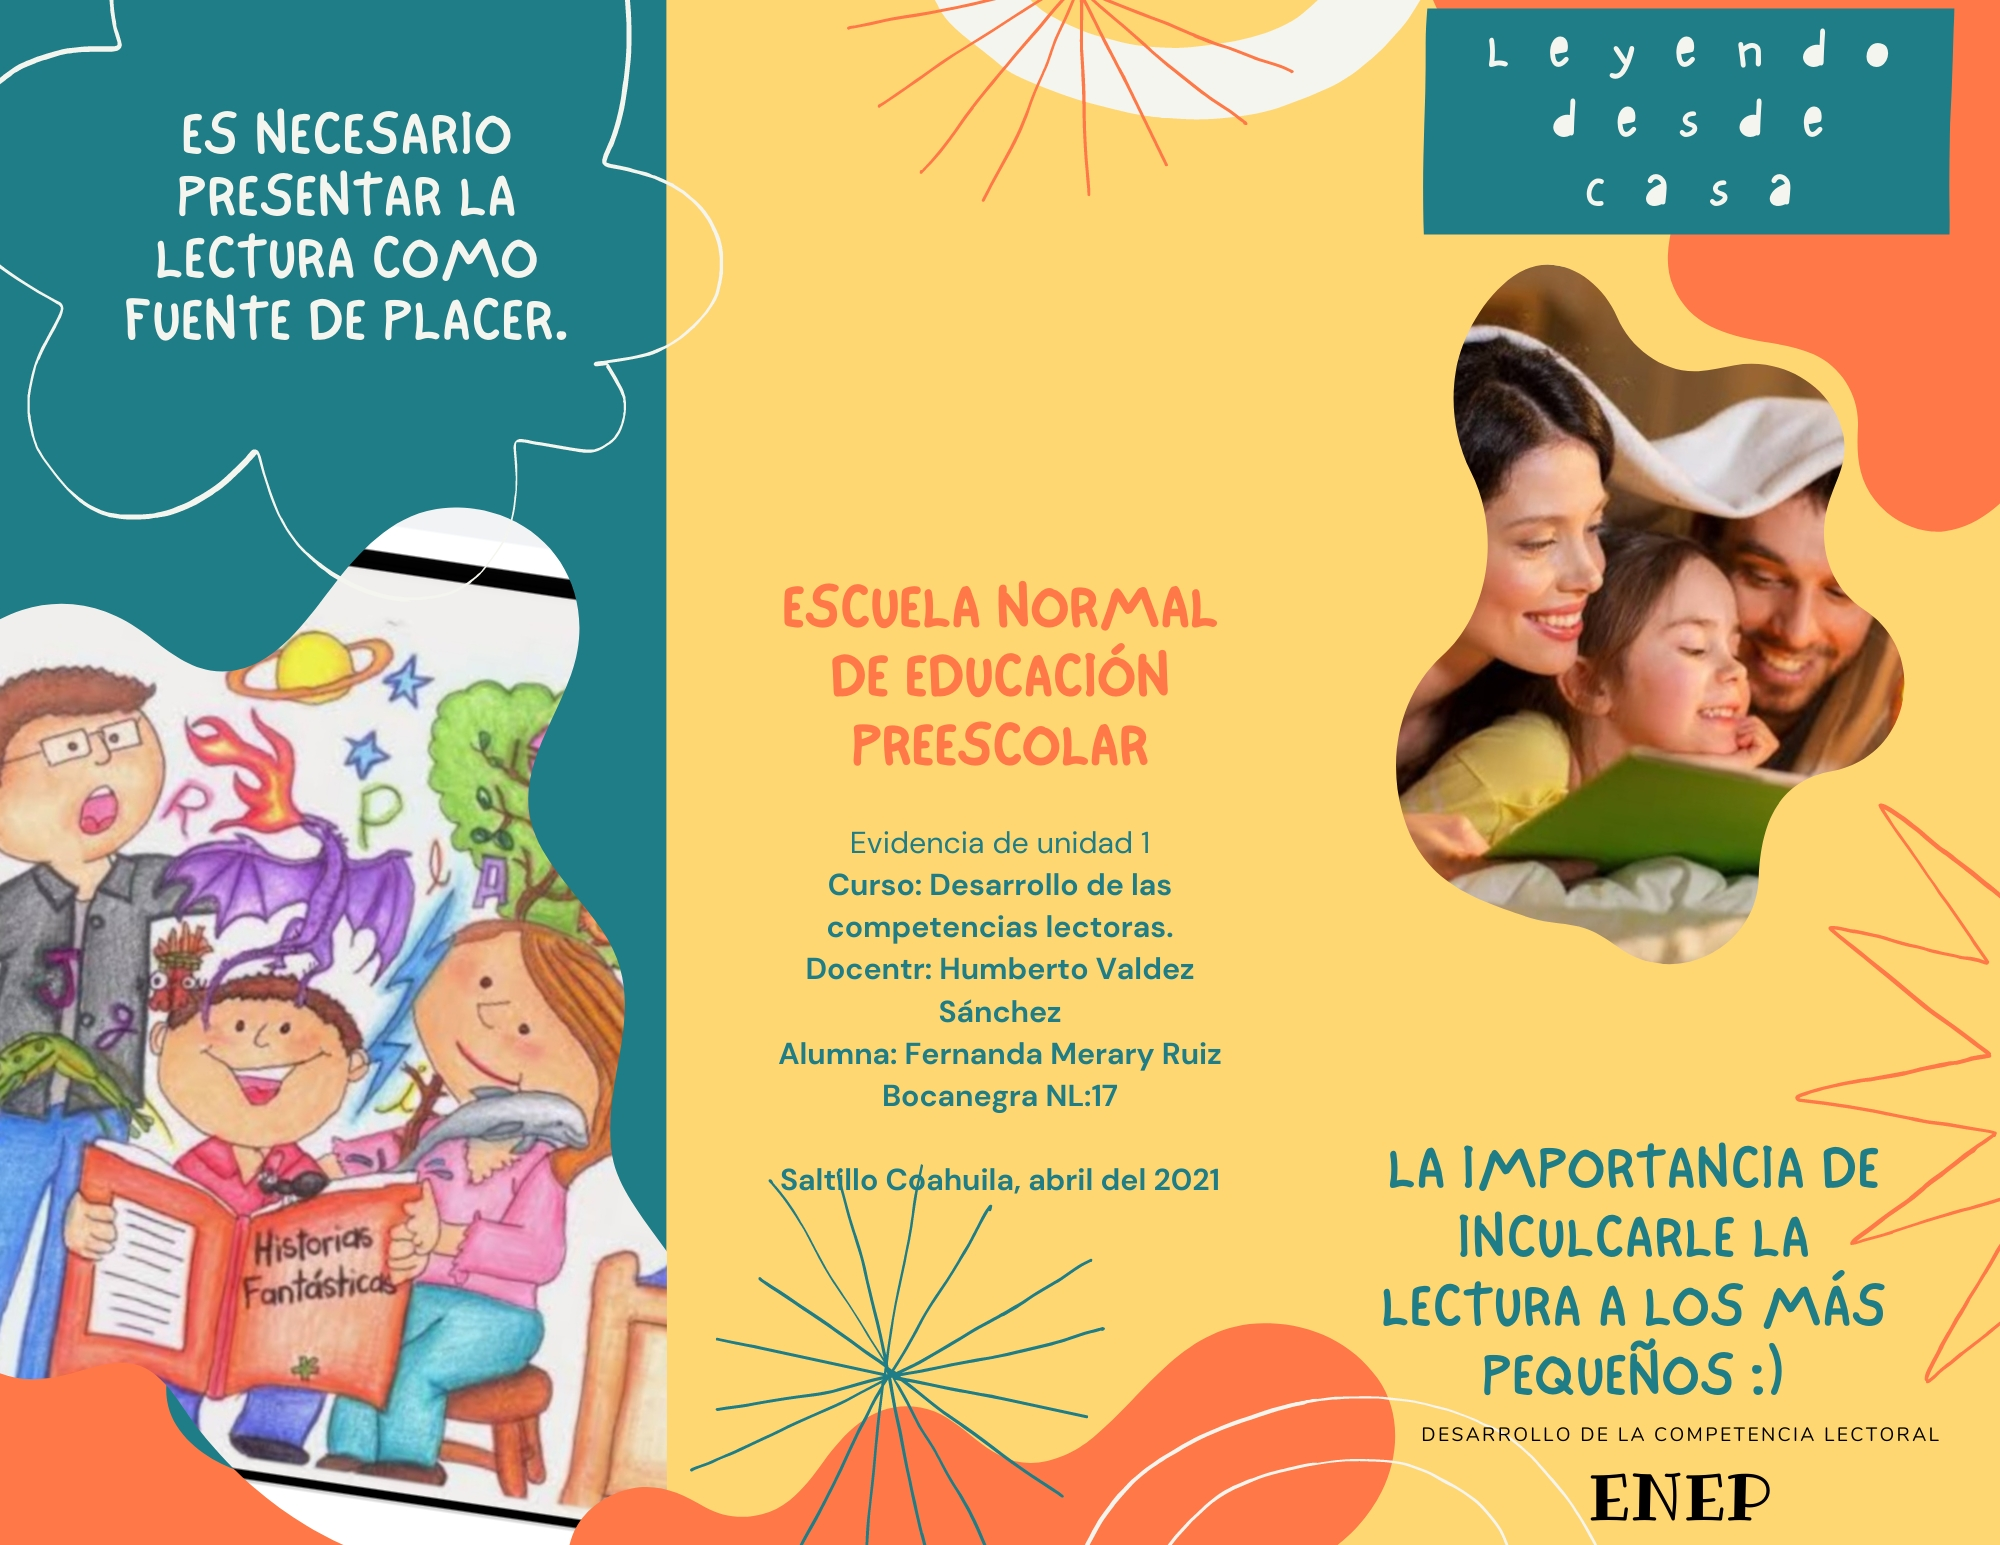 ES NECESARIO
PRESENTAR LA
LECTURA COMO
FUENTE DE PLACER.
R
P
l
A
J
g
i
Historias
Fantásticas
ESCUELA NORMAL
DE EDUCACIÓN
PREESCOLAR
Evidencia de unidad 1
Curso: Desarrollo de las
competencias lectoras.
Docentr: Humberto Valdez
Sánchez
Alumna: Fernanda Merary Ruiz
Bocanegra NL:17
Saltillo Coahuila, abril del 2021
Leyendo
desde
casa
LA IMPORTANCIA DE
INCULCARLE LA
LECTURA A LOS MÁS
PEQUEÑOS :)
DESARROLLO DE LA COMPETENCIA LECTORAL
ENEP